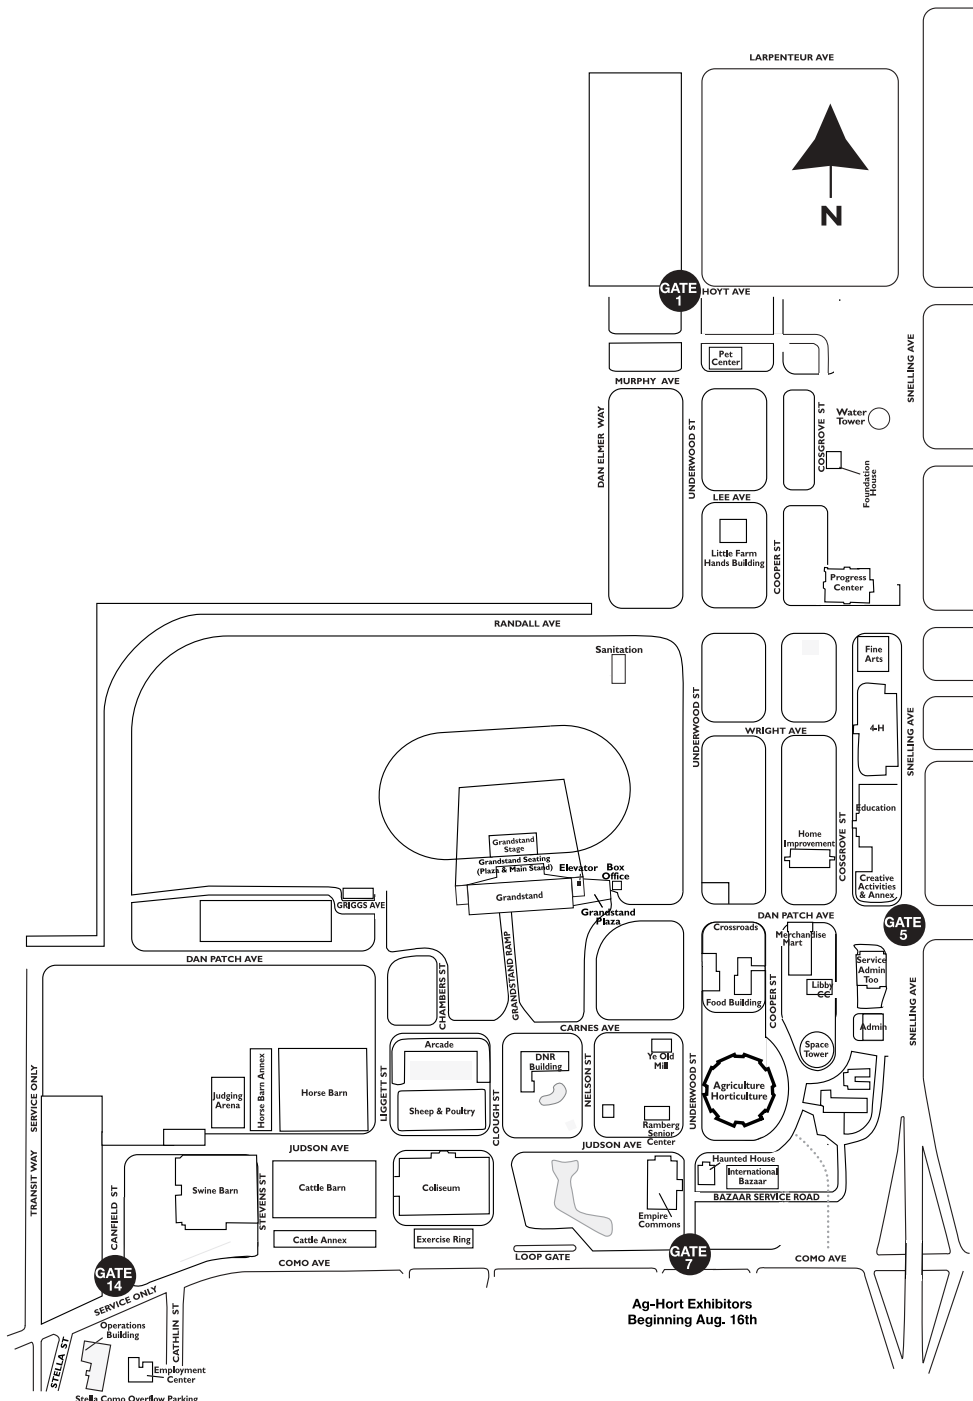 LARPENTEUR AVE
N
GATE
1
HOYT AVE
Pet
Center
MURPHY AVE
SNELLING AVE
DAN ELMER WAY
UNDERWOOD ST
COSGROVE ST
Water
Tower
Foundation
House
LEE AVE
Little Farm
Hands Building
COOPER ST
Progress
Center
RANDALL AVE
Sanitation
Fine
Arts
UNDERWOOD ST
WRIGHT AVE
4-H
SNELLING AVE
Education
COSGROVE ST
Home
Improvement
Grandstand
Stage
Grandstand Seating
(Plaza & Main Stand)
Elevator
Box
Office
Grandstand
Grandstand
Plaza
Creative
Activities
& Annex
GRIGGS AVE
DAN PATCH AVE
GATE
5
Crossroads
Merchandise
Mart
DAN PATCH AVE
CHAMBERS ST
GRANDSTAND RAMP
Food Building
COOPER ST
Libby
CC
Service
Admin
Too
SNELLING AVE
CARNES AVE
Admin
Arcade
DNR
Building
Ye Old
Mill
Space
Tower
TRANSIT WAY SERVICE ONLY
Judging
Arena
Horse Barn Annex
Horse Barn
LIGGETT ST
Sheep & Poultry
CLOUGH ST
NELSON ST
UNDERWOOD ST
Agriculture
Horticulture
Ramberg
Senior
Center
JUDSON AVE
JUDSON AVE
Haunted House
International
Bazaar
BAZAAR SERVICE ROAD
CANFIELD ST
Swine Barn
STEVENS ST
Cattle Barn
Coliseum
Empire
Commons
Cattle Annex
Exercise Ring
LOOP GATE
GATE
7
COMO AVE
COMO AVE
GATE
14
SERVICE ONLY
Ag-Hort Exhibitors
Beginning Aug. 16th
STELLA ST
Operations
Building
CATHLIN ST
Employment
Center
Stella Como Overflow Parking